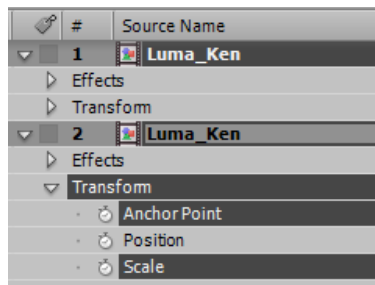 # Source Name
1 Luma_Ken
Effects
Transform
2 Luma_Ken
Effects
Transform
Anchor Point
Position
Scale